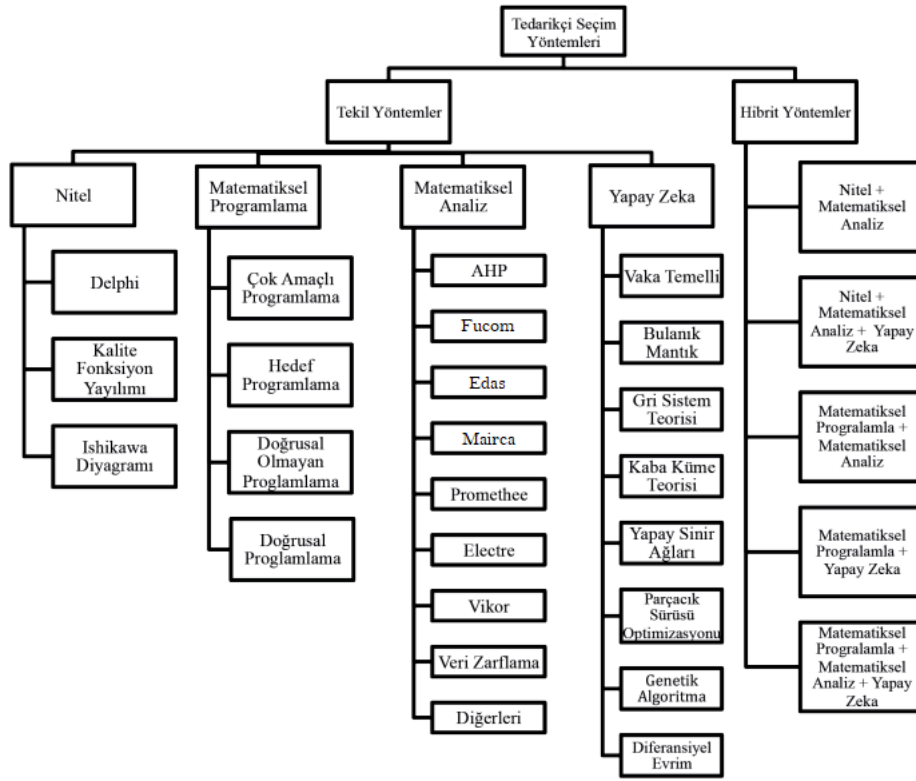 Tedarikçi Seçim
Yöntemleri
Tekil Yöntemler
Hibrit Yöntemler
Nitel
Matematiksel
Programlama
Matematiksel
Analiz
Yapay Zeka
Delphi
Kalite
Fonksiyon
Yayılımı
Ishikawa
Diyagramı
Çok Amaçlı
Programlama
Hedef
Programlama
Doğrusal
Olmayan
Proglamlama
Doğrusal
Proglamlama
AHP
Fucom
Edas
Mairca
Promethee
Electre
Vikor
Veri Zarflama
Diğerleri
Vaka Temelli
Bulanık
Mantık
Gri Sistem
Teorisi
Kaba Küme
Teorisi
Yapay Sinir
Ağları
Parçacık
Sürüsü
Optimizasyonu
Genetik
Algoritma
Diferansiyel
Evrim
Nitel +
Matematiksel
Analiz
Nitel +
Matematiksel
Analiz + Yapay
Zeka
Matematiksel
Programala +
Matematiksel
Analiz
Matematiksel
Progralamla +
Yapay Zeka
Matematiksel
Progralamla +
Matematiksel
Analiz + Yapay
Zeka